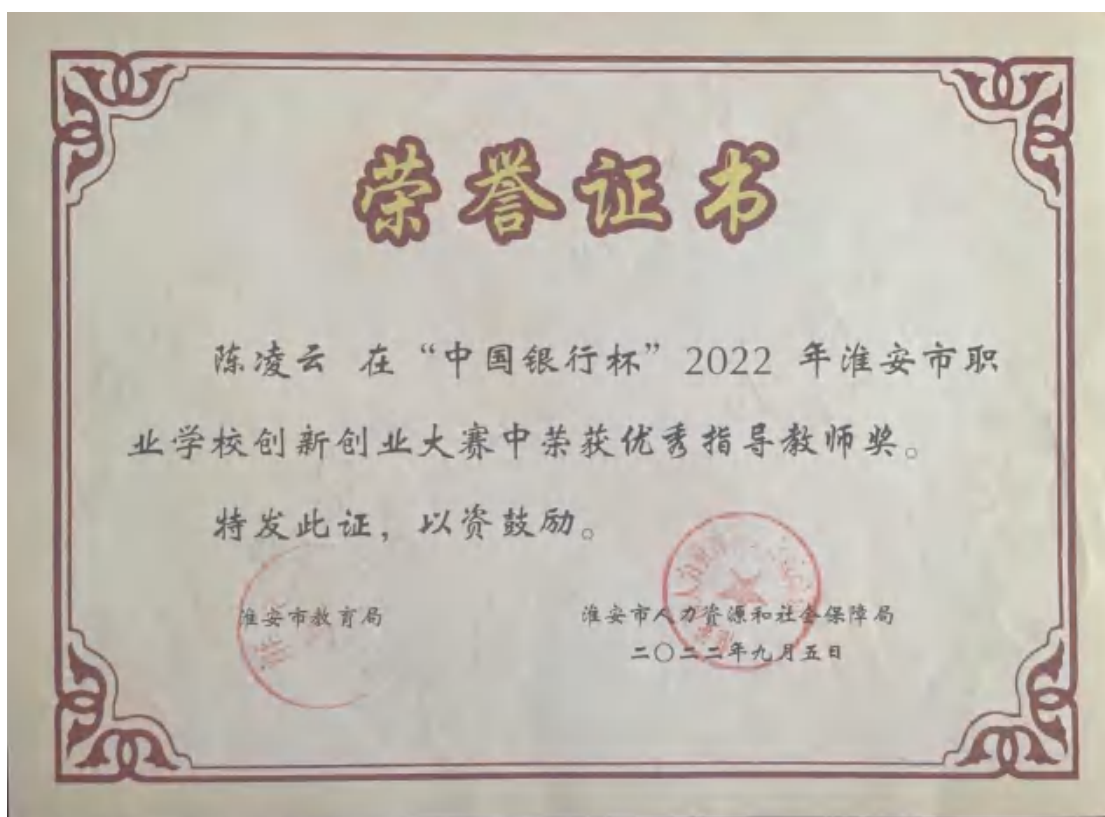 荣誉证书
陈凌云 在“中国银行杯”2022 年淮安市职
业学校创新创业大赛中荣获优秀指导教师奖。
特发此证，以资鼓励。
淮安市教育局
淮安市人力资源和社会保障局
二〇二二年九月五日